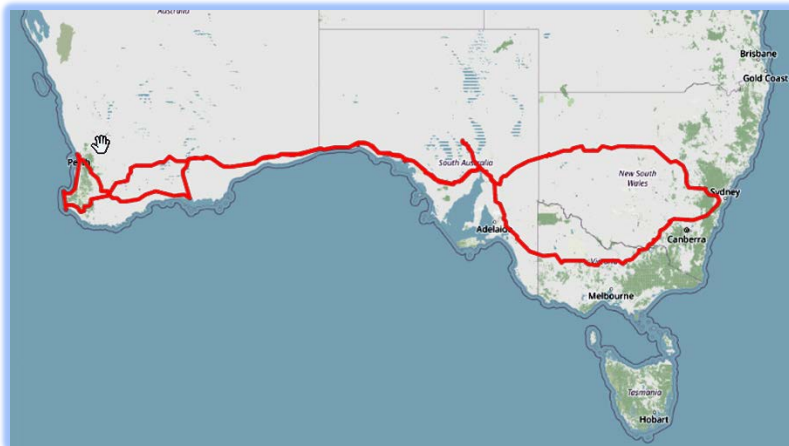 Australia
Brisbane
Gold Coast
Perth
South Australia
New South
Wales
Sydney
Adelaide
Canberra
Victoria
Melbourne
Tasmania
Hobart